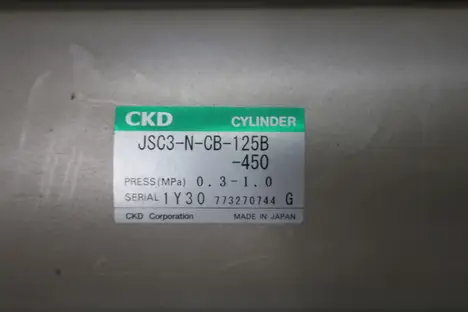 CKD CYLINDER
JSC3-N-CB-125B
-450
PRESS(MPa) 0.3-1.0
SERIAL 1Y30 773270744 G
CKD Corporation MADE IN JAPAN